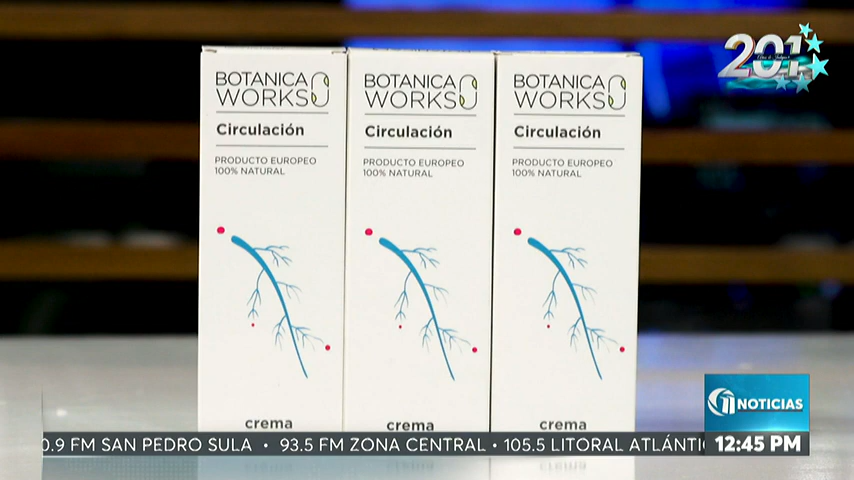 201
BOTANICA
WORKS
Circulación
PRODUCTO EUROPEO
100% NATURAL
crema
BOTANICA
WORKS
Circulación
PRODUCTO EUROPEO
100% NATURAL
crema
BOTANICA
WORKS
Circulación
PRODUCTO EUROPEO
100% NATURAL
crema
11 NOTICIAS
0.9 FM SAN PEDRO SULA • 93.5 FM ZONA CENTRAL • 105.5 LITORAL ATLÁNTI
12:45 PM